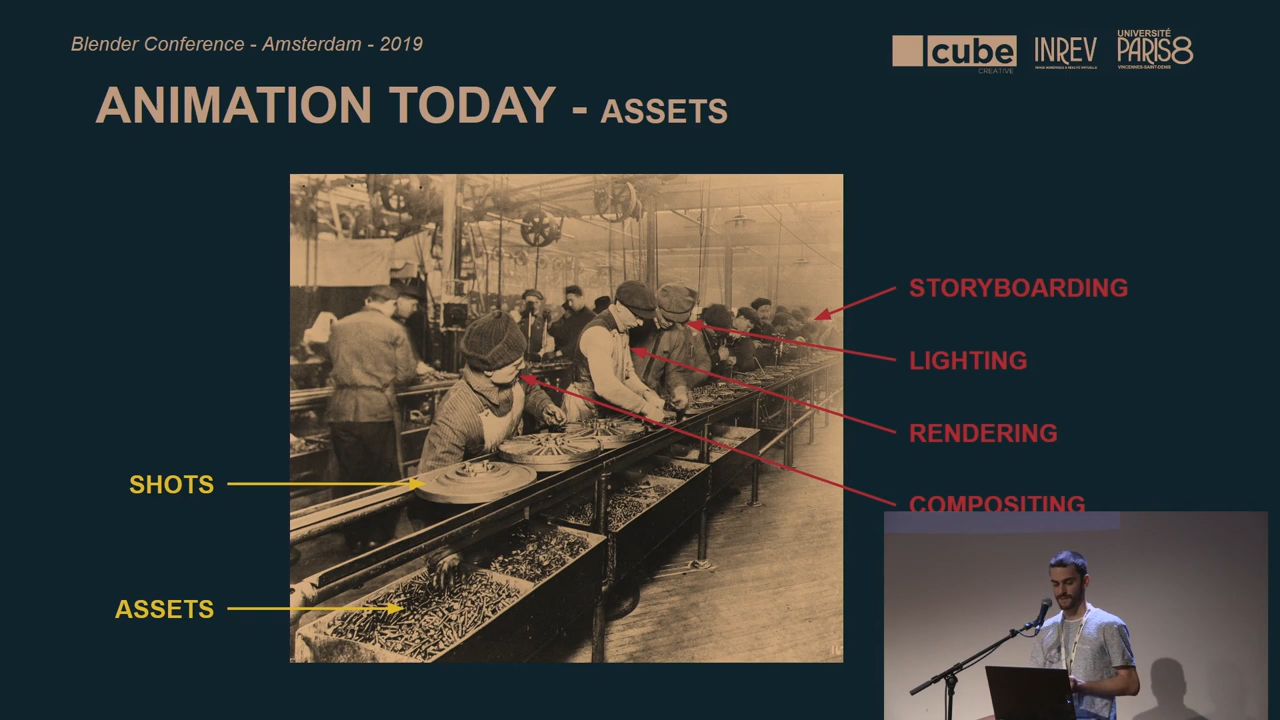 Blender Conference - Amsterdam - 2019
cube
CREATIVE
INREV
UNIVERSITÉ
PARIS8
VINCENNES-SAINT-DENIS
ANIMATION TODAY - ASSETS
STORYBOARDING
LIGHTING
RENDERING
COMPOSITING
SHOTS
ASSETS